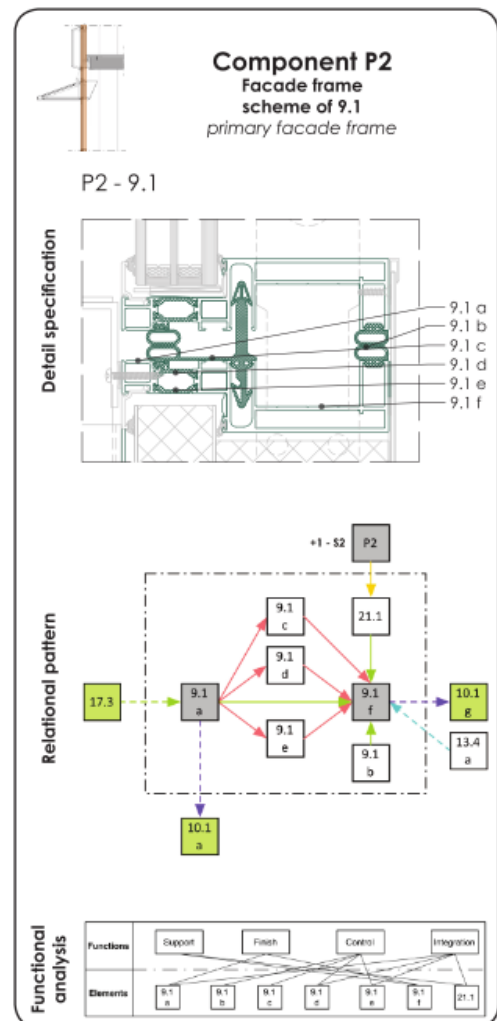 Component P2
Facade frame
scheme of 9.1
primary facade frame
P2 - 9.1
Detail specification
9.1 a
9.1 b
9.1 c
9.1 d
9.1 e
9.1 f
Relational pattern
+1 - S2
P2
21.1
9.1
c
9.1
d
9.1
e
17.3
9.1
a
9.1
f
9.1
b
10.1
g
13.4
a
10.1
a
Functional
analysis
Functions
Support
Finish
Control
Integration
Elements
9.1
a
9.1
b
9.1
c
9.1
d
9.1
e
9.1
f
21.1